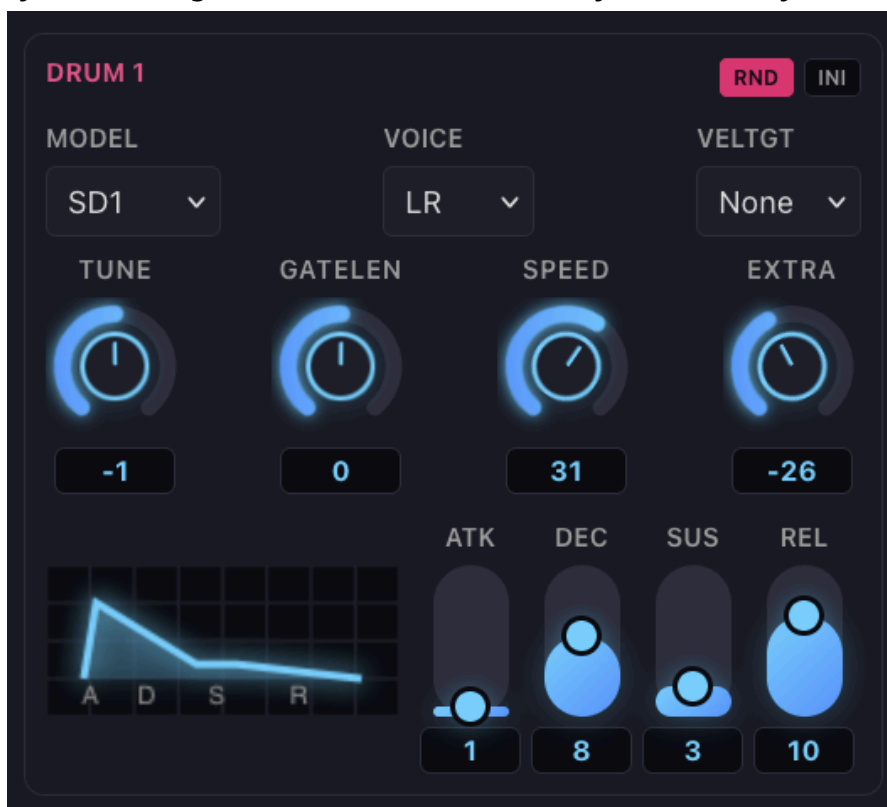 DRUM 1 RND INI
MODEL VOICE VELTGT
SD1 LR None
TUNE GATELEN SPEED EXTRA
-1 0 31 -26
ATK DEC SUS REL
A D S R
1 8 3 10